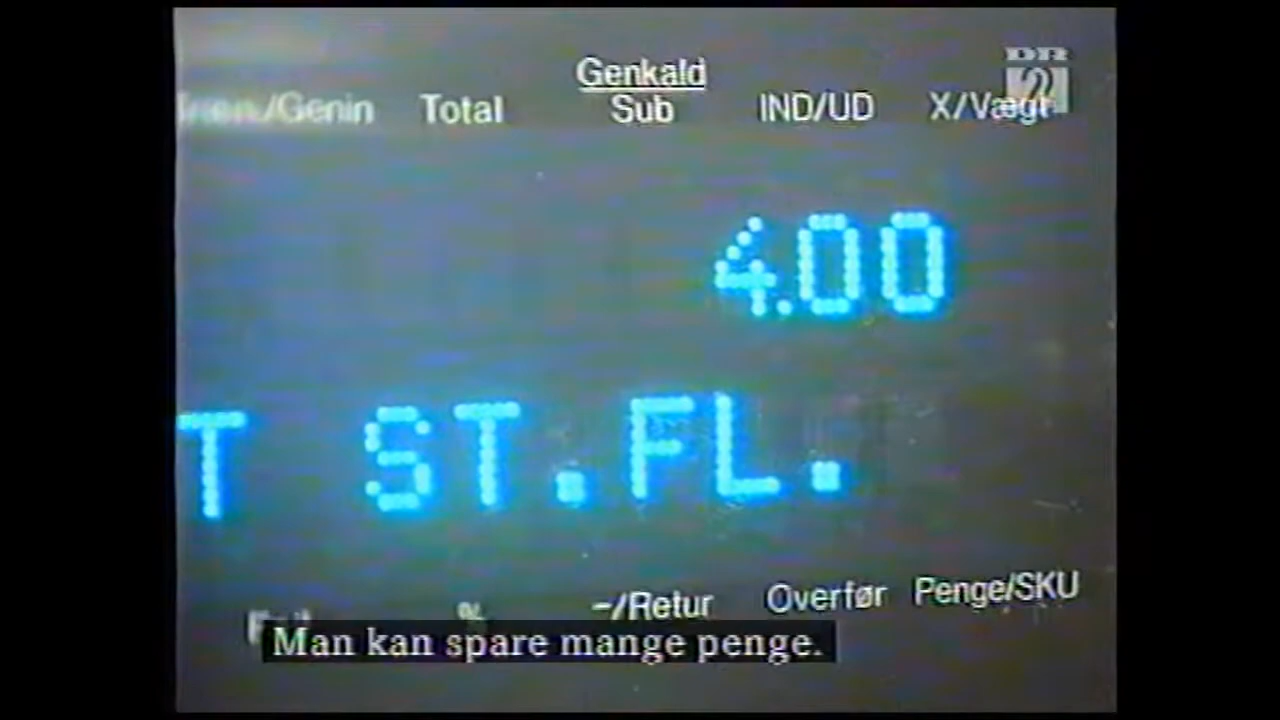 DR
2
Genkald
Total Sub IND/UD X/Vægt
4.00
T ST.FL.
% -/Retur Overfør Penge/SKU
Man kan spare mange penge.